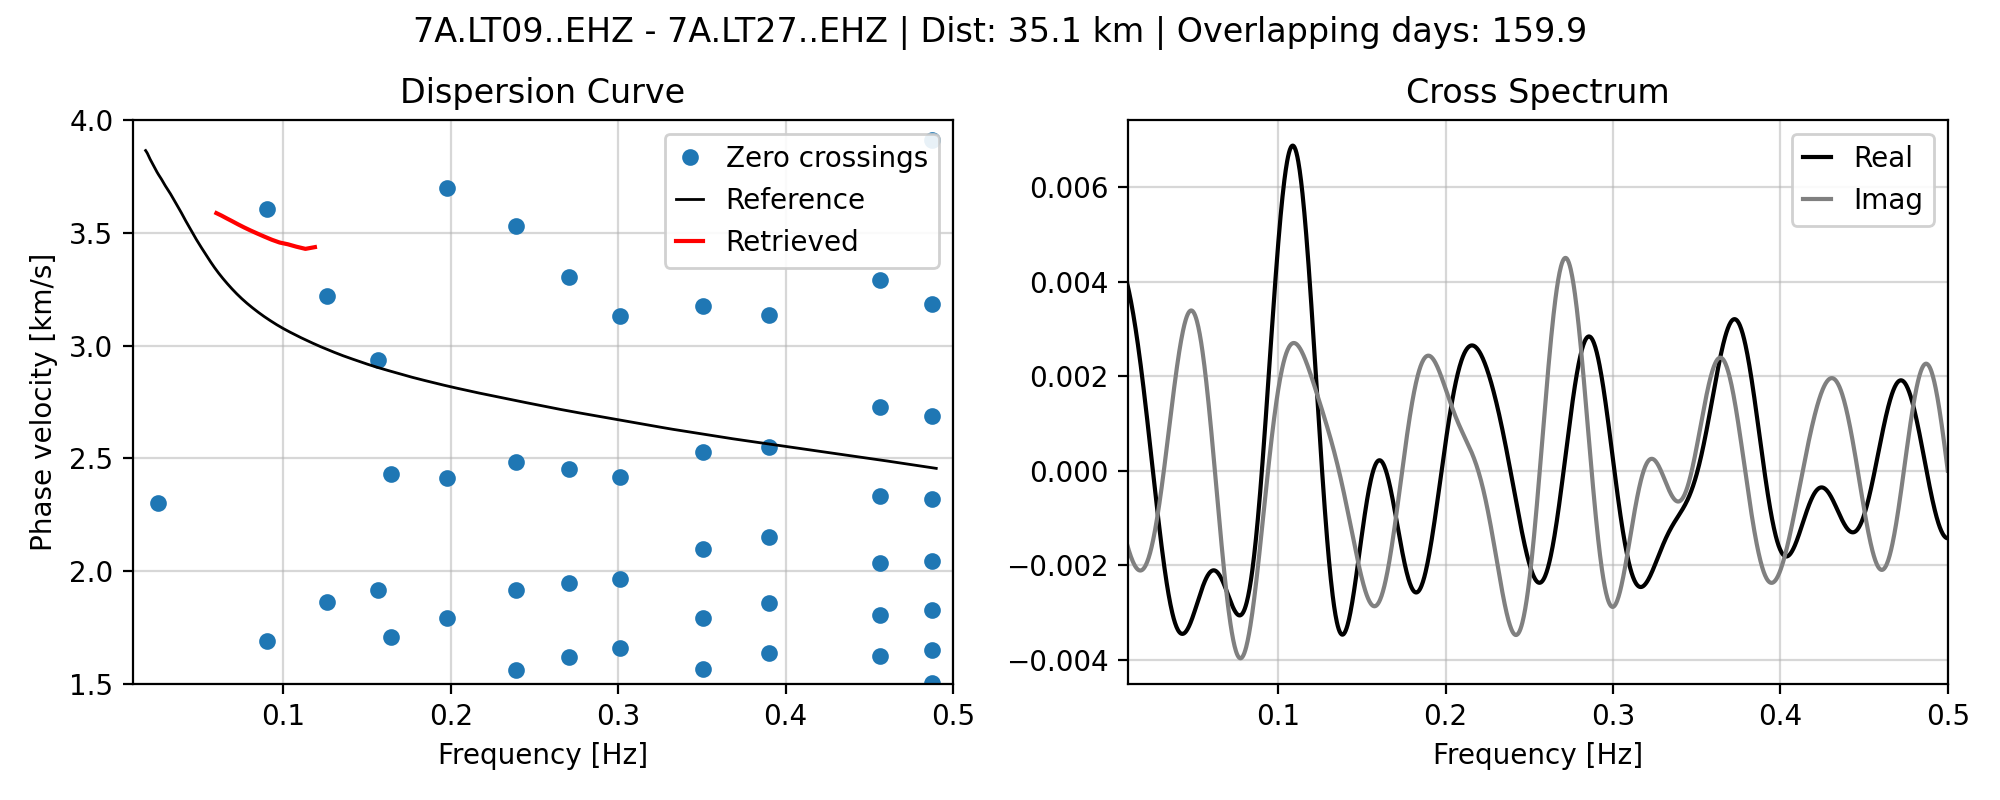 7A.LT09..EHZ - 7A.LT27..EHZ | Dist: 35.1 km | Overlapping days: 159.9
Dispersion Curve
Phase velocity [km/s]
4.0
3.5
3.0
2.5
2.0
1.5
Zero crossings
Reference
Retrieved
0.1
0.2
0.3
0.4
0.5
Frequency [Hz]
Cross Spectrum
0.006
0.004
0.002
0.000
−0.002
−0.004
Real
Imag
0.1
0.2
0.3
0.4
0.5
Frequency [Hz]